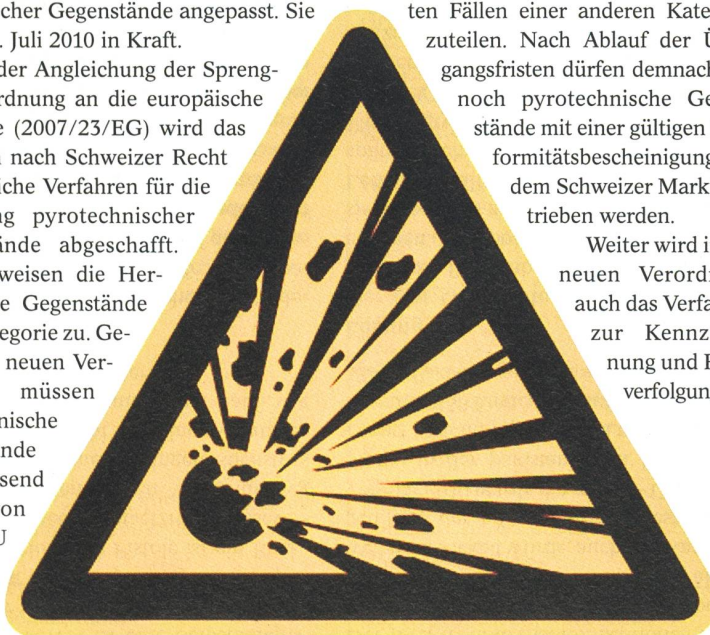 cher Gegenstände angepasst. Sie
Juli 2010 in Kraft.
der Angleichung der Spreng-
rdnung an die europäische
(2007/23/EG) wird das
nach Schweizer Recht
iche Verfahren für die
pyrotechnischer
ände abgeschafft.
weisen die Her-
e Gegenstände
egorie zu. Ge-
neuen Ver-
müssen
nische
nde
send
on
U
ten Fällen einer anderen Kate
zuteilen. Nach Ablauf der Ü
gangsfristen dürfen demnach
noch pyrotechnische Ge
stände mit einer gültigen
formitätsbescheinigung
dem Schweizer Mark
trieben werden.
Weiter wird i
neuen Verord
auch das Verfa
zur Kennz
nung und
verfolgun